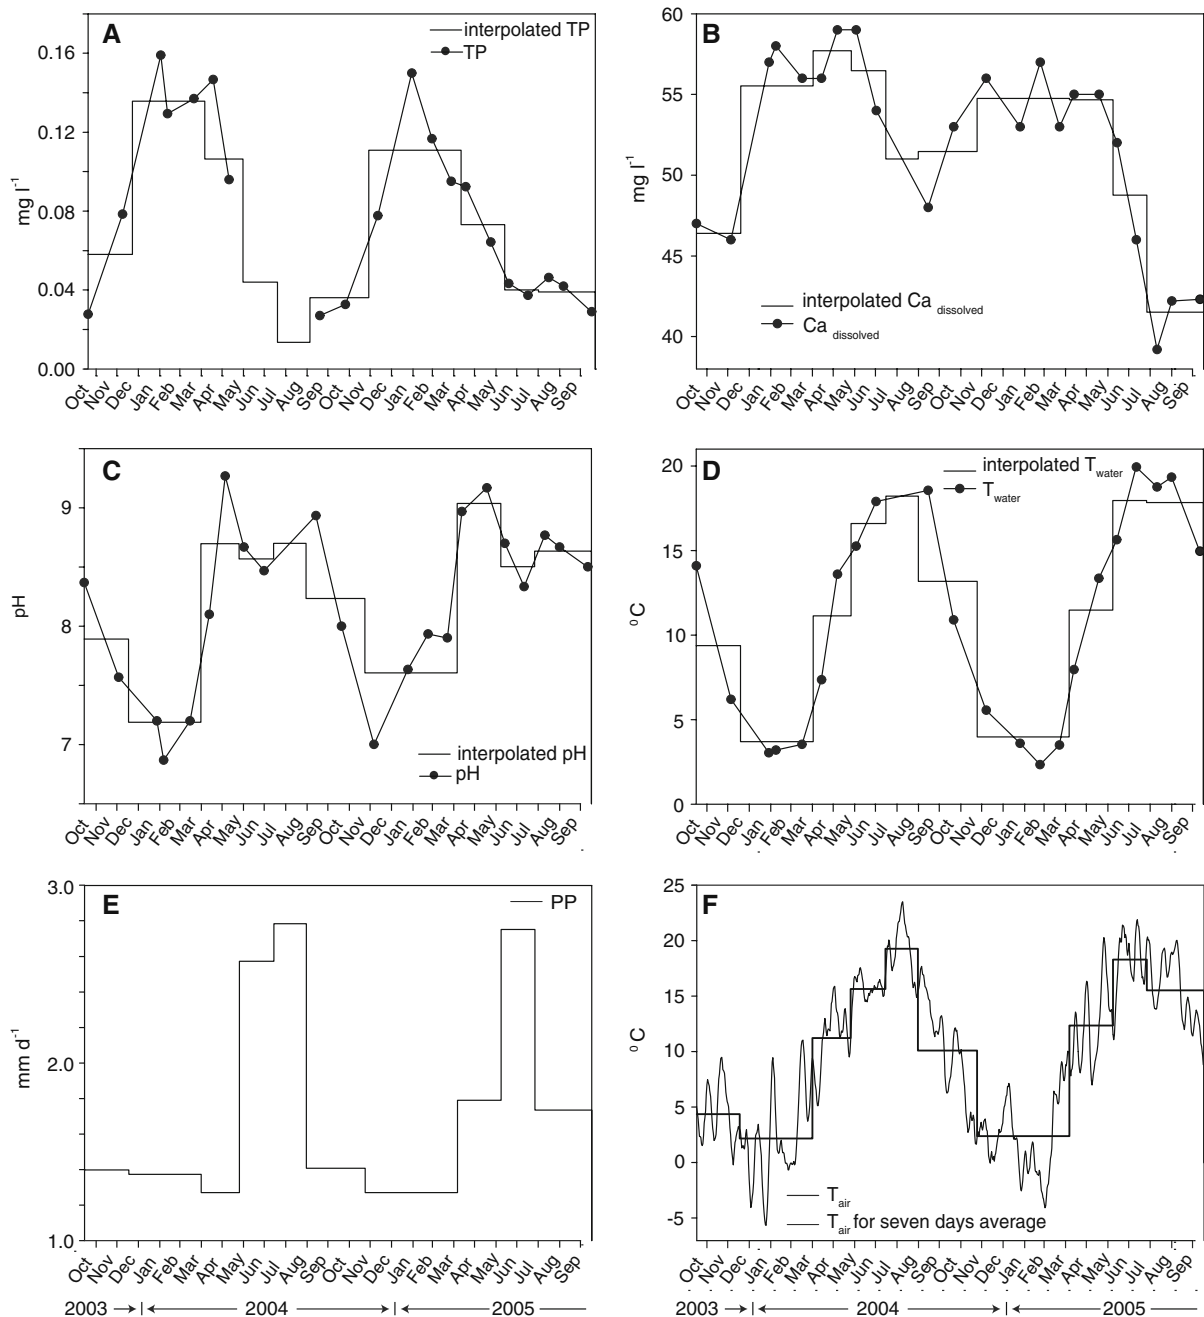 A
interpolated TP
TP
0.16
0.12
0.08
0.04
0.00
mg l-1
Oct Nov Dec Jan Feb Mar Apr May Jun Jul Aug Sep Oct Nov Dec Jan Feb Mar Apr May Jun Jul Aug Sep
B
60
55
50
45
40
mg l-1
interpolated Ca dissolved
Ca dissolved
Oct Nov Dec Jan Feb Mar Apr May Jun Jul Aug Sep Oct Nov Dec Jan Feb Mar Apr May Jun Jul Aug Sep
C
9
8
7
pH
interpolated pH
pH
Oct Nov Dec Jan Feb Mar Apr May Jul Aug Sep Oct Nov Dec Jan Feb Mar Apr May Jun Jul Aug Sep
D
interpolated Twater
Twater
20
15
10
5
0
0C
Oct Nov Dec Jan Feb Mar Apr May Jun Jul Aug Sep Oct Nov Dec Jan Feb Mar Apr May Jun Jul Aug Sep
E
PP
3.0
2.0
1.0
mm d-1
Oct Nov Dec Jan Feb Mar Apr May Jun Jul Aug Sep Oct Nov Dec Jan Feb Mar Apr May Jun Jul Aug Sep
2003 2004 2005
F
25
20
15
10
5
0
-5
0C
Tair
Tair for seven days average
Oct Nov Dec Jan Feb Mar Apr May Jun Jul Aug Sep Oct Nov Dec Jan Feb Mar Apr May Jun Jul Aug Sep
2003 2004 2005